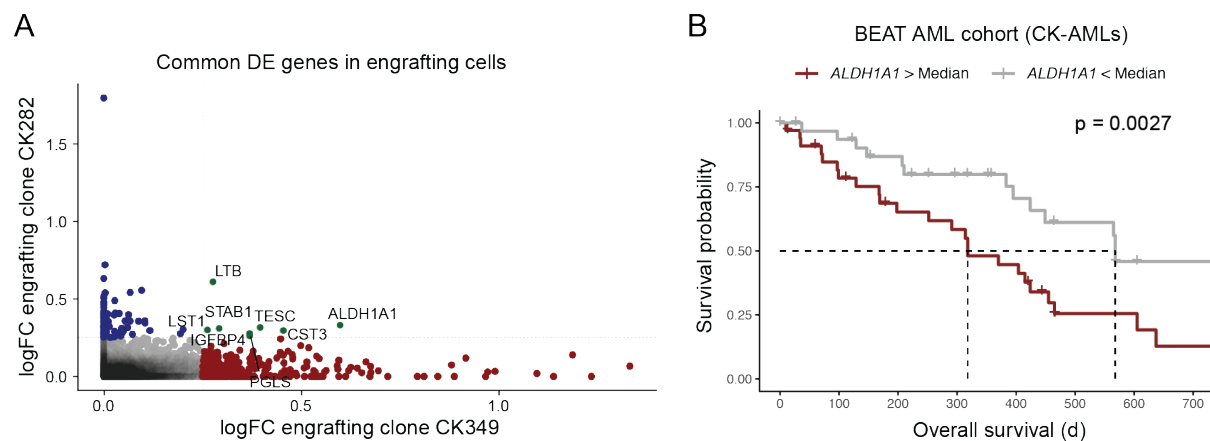 A
Common DE genes in engrafting cells
logFC engrafting clone CK282
1.5
1.0
0.5
0.0
LTB
LST1
STAB1
TESC
ALDH1A1
IGFBP4
CST3
PGLS
0.0
0.5
1.0
logFC engrafting clone CK349
B
BEAT AML cohort (CK-AMLs)
ALDH1A1 > Median
ALDH1A1 < Median
p = 0.0027
Survival probability
1.00
0.75
0.50
0.25
0.00
0
100
200
300
400
500
600
700
Overall survival (d)